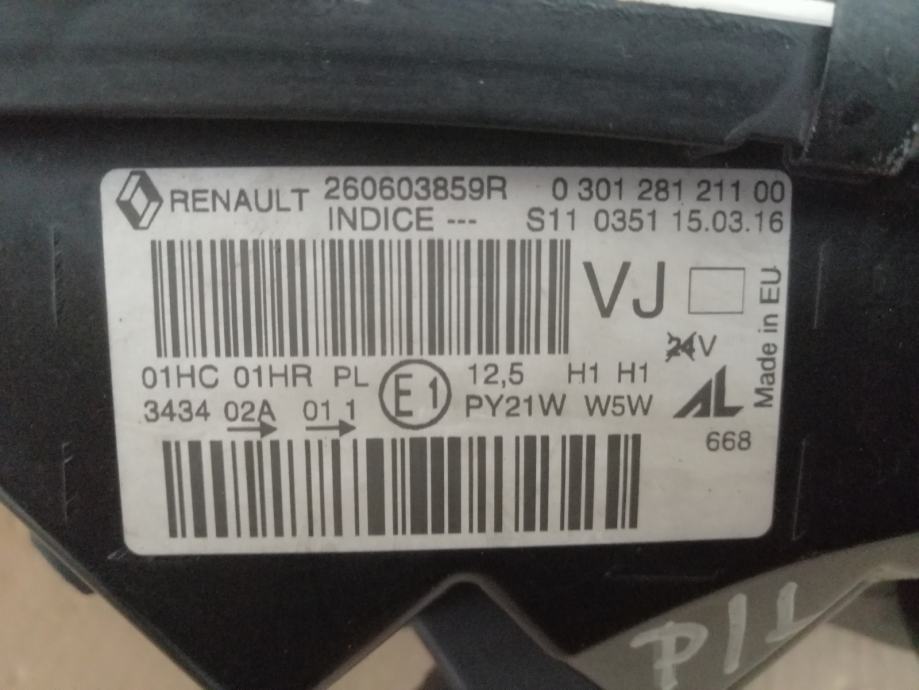 RENAULT 260603859R 0 301 281 211 00
INDICE --- S11 0351 15.03.16
VJ
Made in EU
24V
01HC 01HR PL E1 12,5 H1 H1
3434 02A 01 1 PY21W W5W AL
668